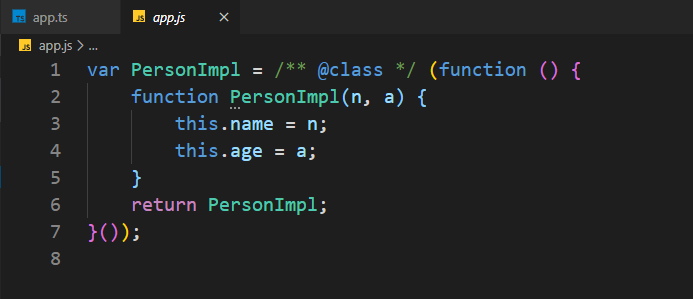 TS app.ts JS app.js ×
JS app.js > ...
1 var PersonImpl = /** @class */ (function () {
2     function PersonImpl(n, a) {
3         this.name = n;
4         this.age = a;
5     }
6     return PersonImpl;
7 }());
8